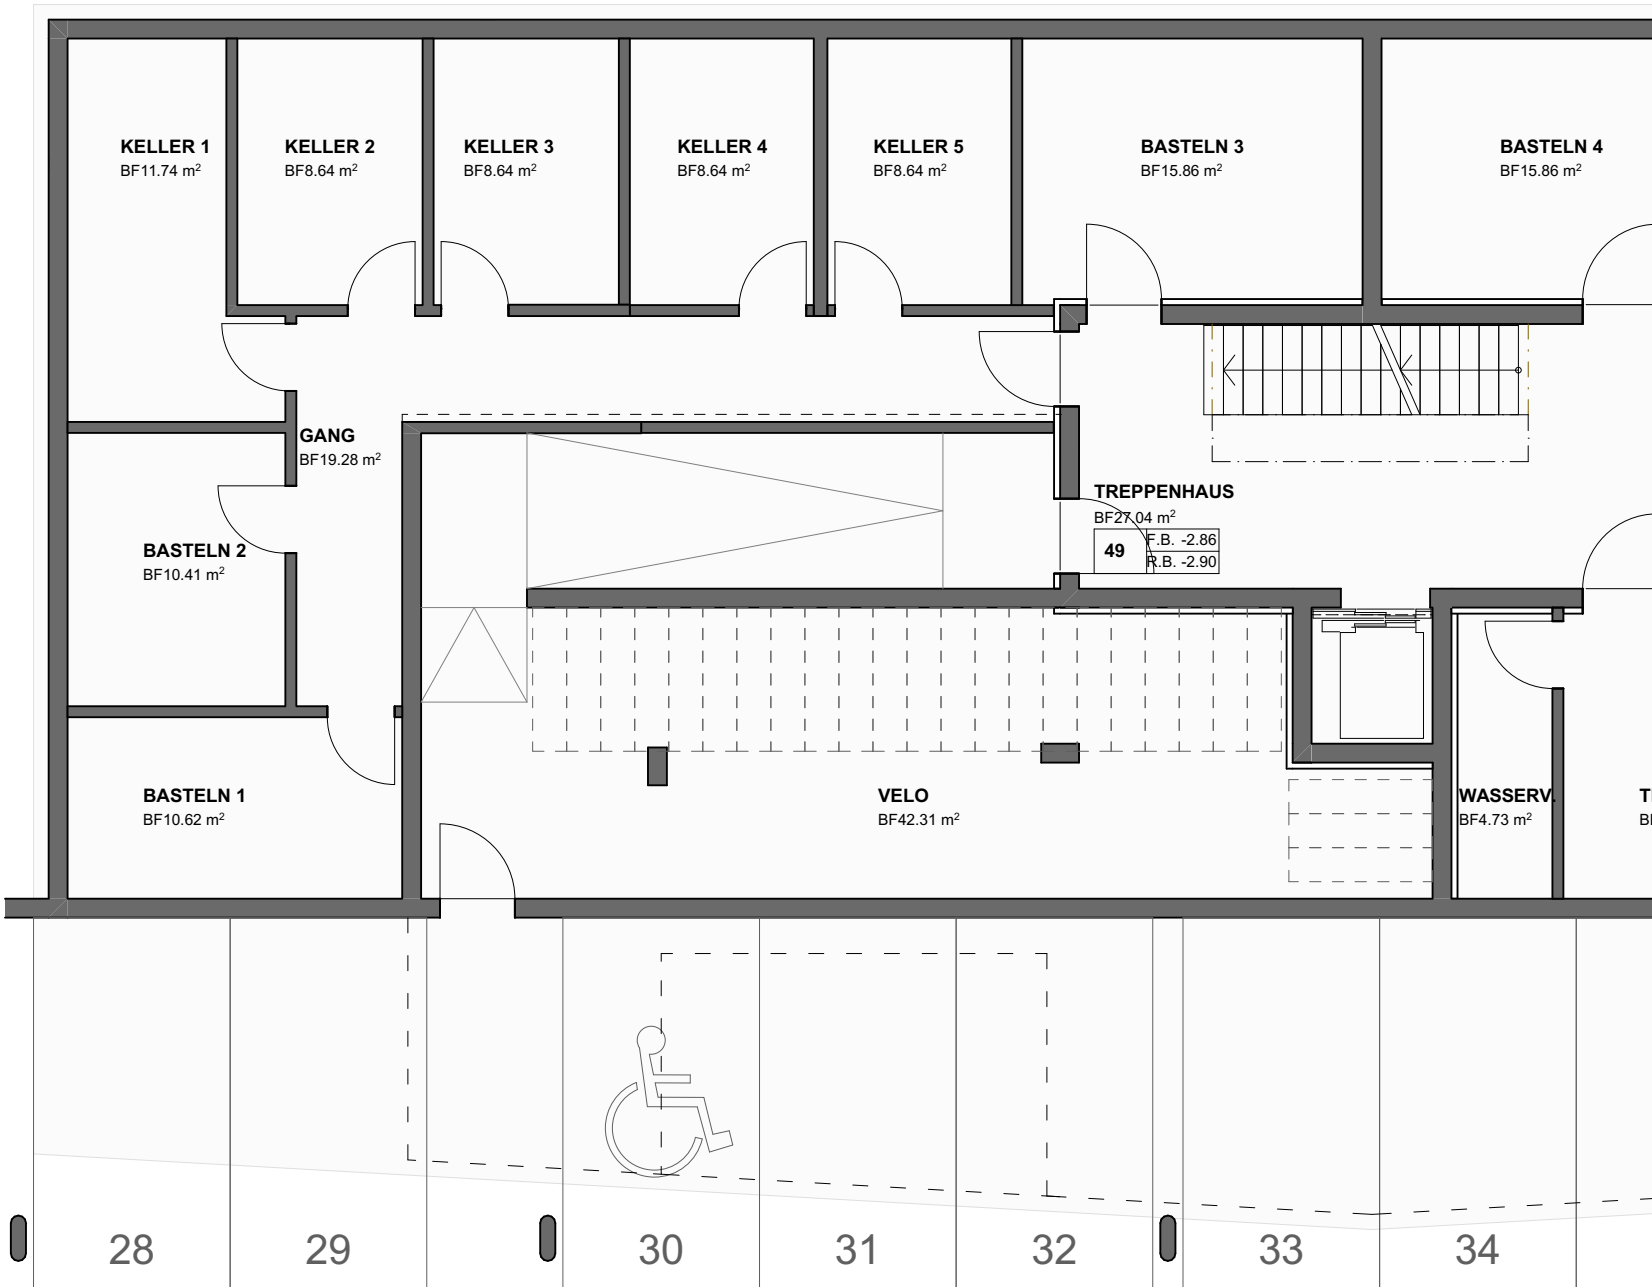 KELLER 1
BF11.74 m²
KELLER 2
BF8.64 m²
KELLER 3
BF8.64 m²
KELLER 4
BF8.64 m²
KELLER 5
BF8.64 m²
BASTELN 3
BF15.86 m²
BASTELN 4
BF15.86 m²
GANG
BF19.28 m²
TREPPENHAUS
BF27.04 m²
49
F.B. -2.86
R.B. -2.90
BASTELN 2
BF10.41 m²
BASTELN 1
BF10.62 m²
VELO
BF42.31 m²
WASSERV.
BF4.73 m²
28
29
30
31
32
33
34